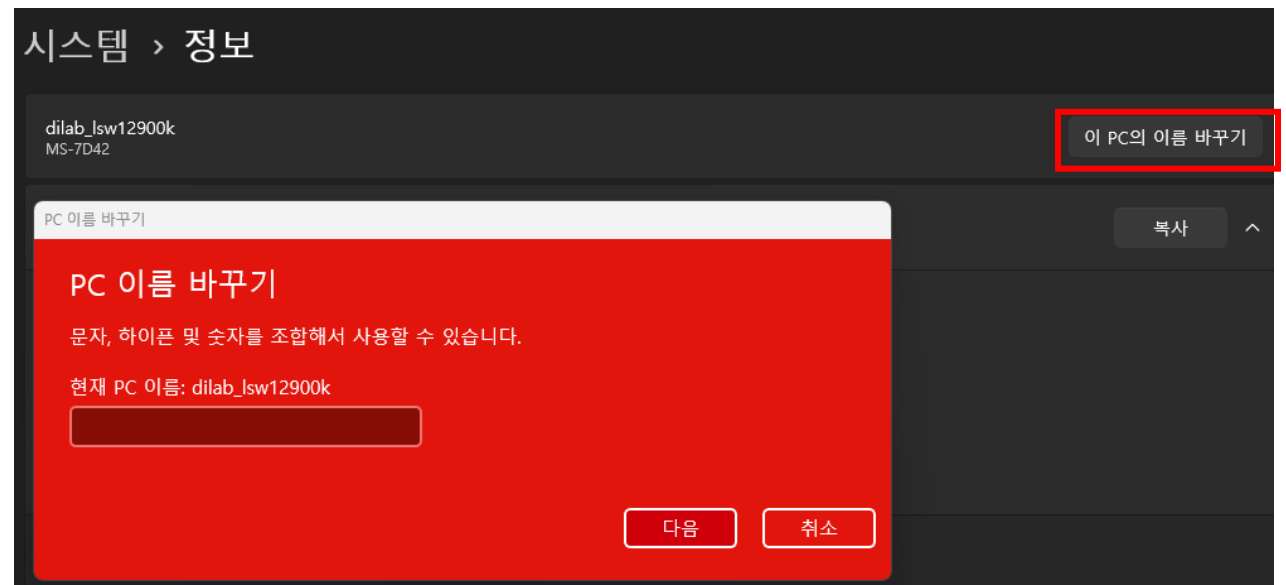 시스템 › 정보
dilab_lsw12900k
MS-7D42
이 PC의 이름 바꾸기
복사
PC 이름 바꾸기
PC 이름 바꾸기
문자, 하이픈 및 숫자를 조합해서 사용할 수 있습니다.
현재 PC 이름: dilab_lsw12900k
다음
취소